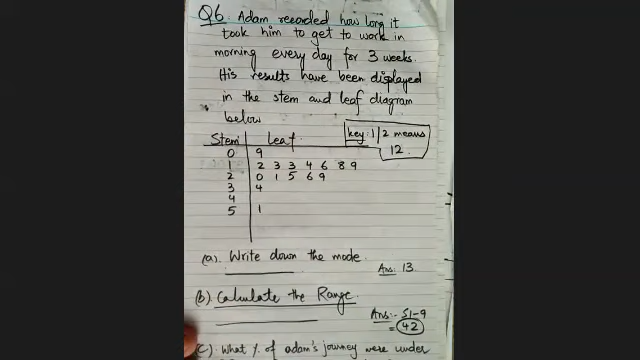 Q6. Adam recorded how long it
took him to get to work in
morning every day for 3 weeks.
His results have been displayed
in the stem and leaf diagram
below
key: 1|2 means
12.
Stem Leaf
0 9
1 2 3 3 4 6 8 9
2 0 1 5 6 9
3 4
4
5 1
(a). Write down the mode.
Ans: 13.
(b). Calculate the Range.
Ans:- 51-9
= 42
(c). What % of adam's journey were under